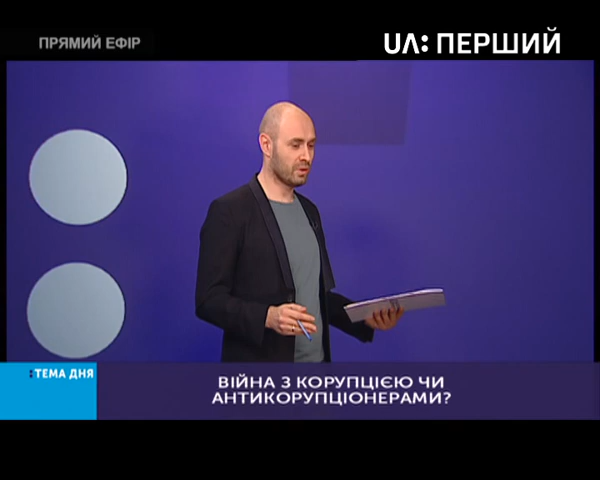 ПРЯМИЙ ЕФІР
UA: ПЕРШИЙ
:ТЕМА ДНЯ
ВІЙНА З КОРУПЦІЄЮ ЧИ
АНТИКОРУПЦІОНЕРАМИ?